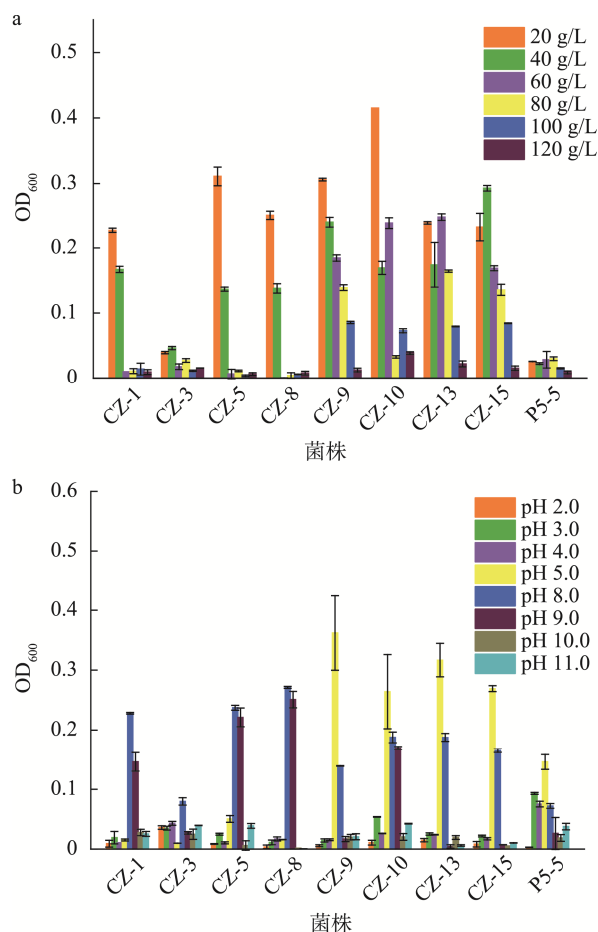 a
20 g/L
40 g/L
60 g/L
80 g/L
100 g/L
120 g/L
0.5
0.4
0.3
0.2
0.1
0
OD600
CZ-1
CZ-3
CZ-5
CZ-8
CZ-9
CZ-10
CZ-13
CZ-15
P5-5
菌株
b
pH 2.0
pH 3.0
pH 4.0
pH 5.0
pH 8.0
pH 9.0
pH 10.0
pH 11.0
0.6
0.5
0.4
0.3
0.2
0.1
0
OD600
CZ-1
CZ-3
CZ-5
CZ-8
CZ-9
CZ-10
CZ-13
CZ-15
P5-5
菌株